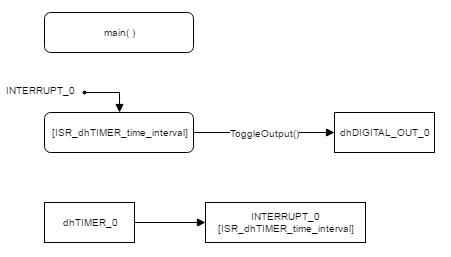 main( )
INTERRUPT_0
[ISR_dhTIMER_time_interval]
ToggleOutput()
dhDIGITAL_OUT_0
dhTIMER_0
INTERRUPT_0
[ISR_dhTIMER_time_interval]